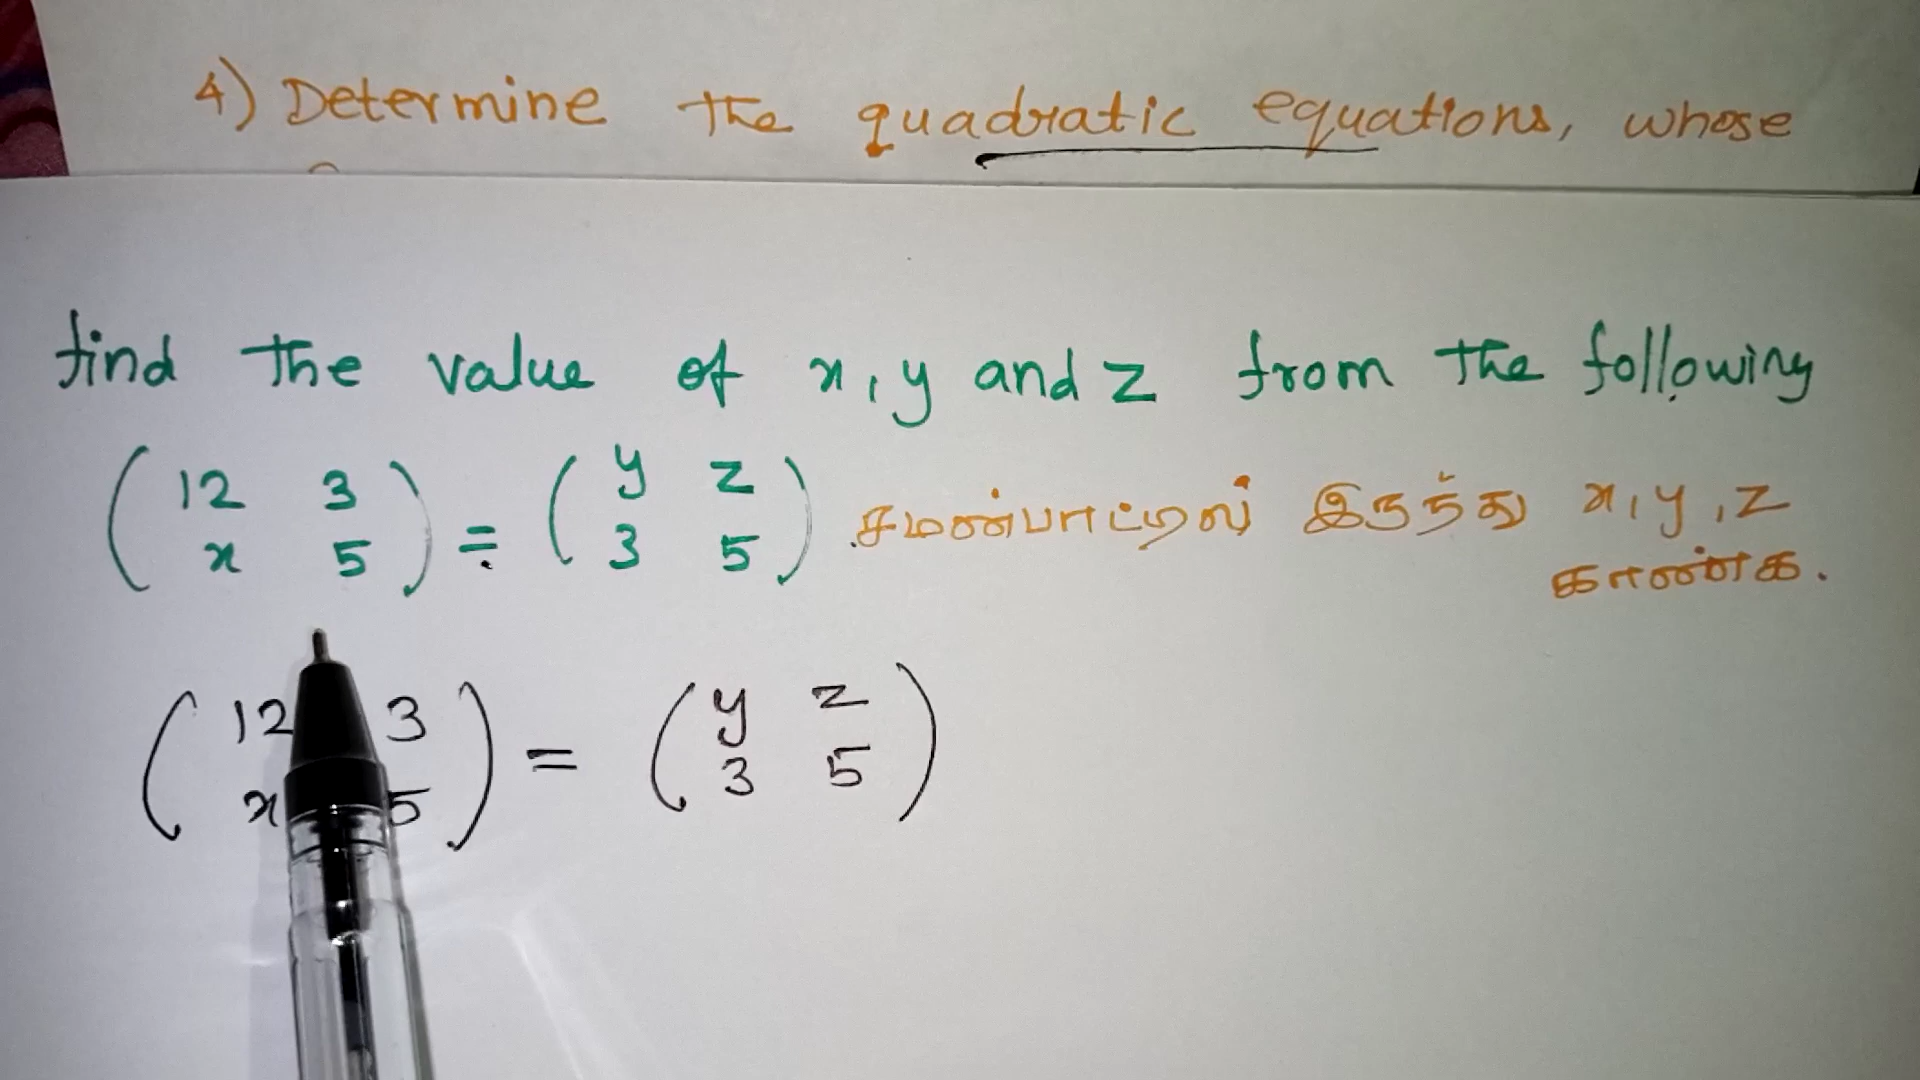 4) Determine the quadratic equations, whose
find the value of x, y and z from the following
( 12 3 ) = ( y z ) சமன்பாட்டில் இருந்து x, y, z
( x 5 ) ( 3 5 ) காண்க.
( 12 3 ) = ( y z )
( x 5 ) ( 3 5 )